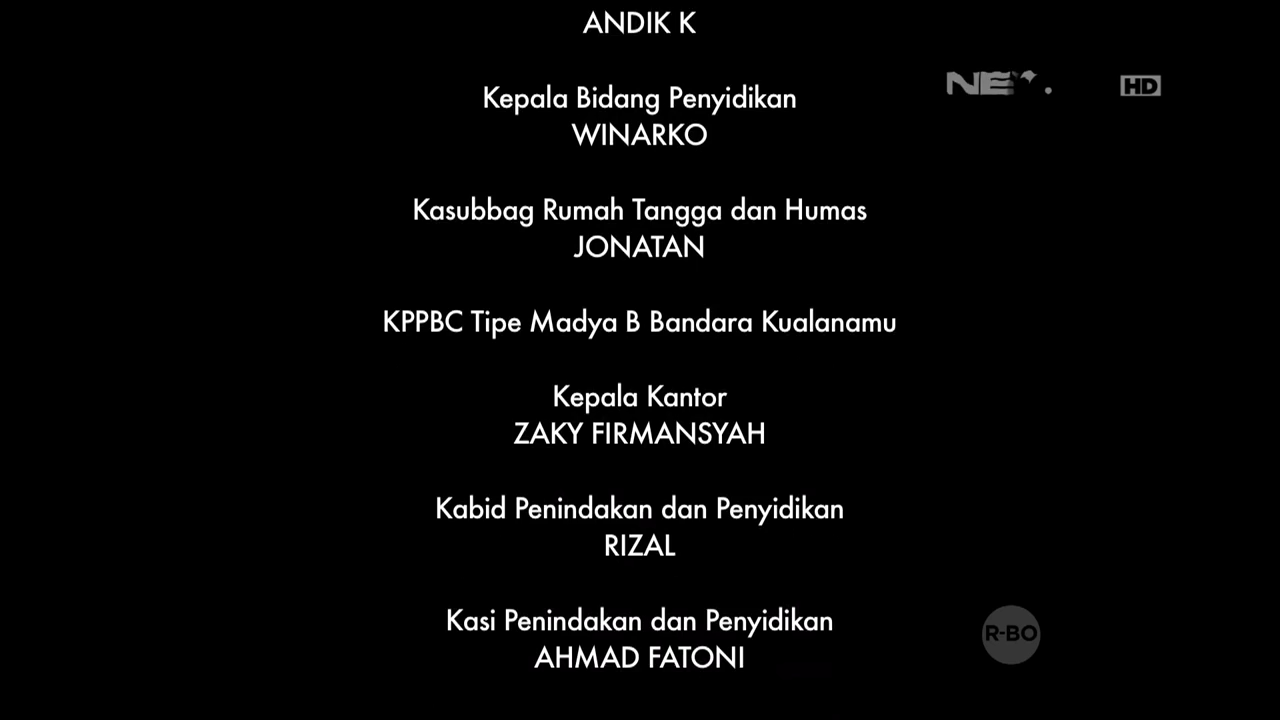 ANDIK K
Kepala Bidang Penyidikan
WINARKO
Kasubbag Rumah Tangga dan Humas
JONATAN
KPPBC Tipe Madya B Bandara Kualanamu
Kepala Kantor
ZAKY FIRMANSYAH
Kabid Penindakan dan Penyidikan
RIZAL
Kasi Penindakan dan Penyidikan
AHMAD FATONI
HD
R-BO